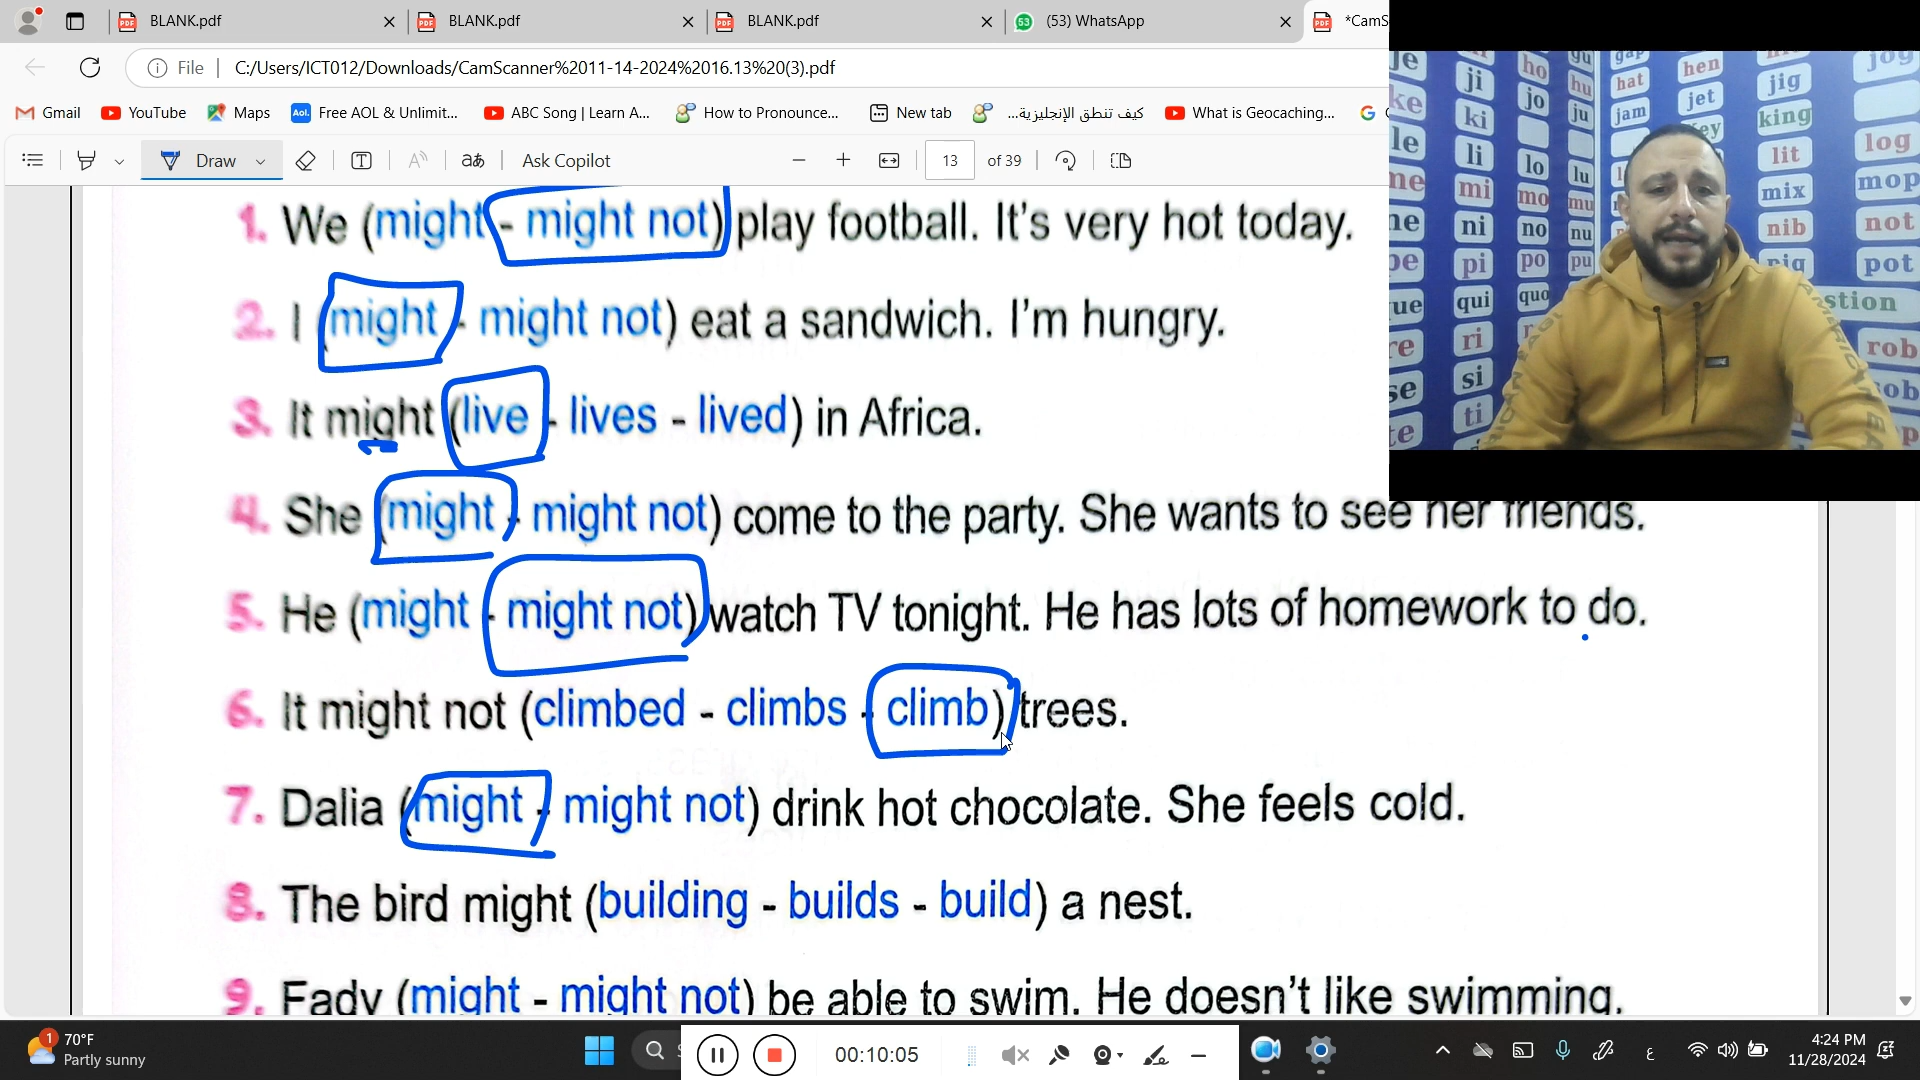 BLANK.pdf
BLANK.pdf
BLANK.pdf
(53) WhatsApp
*CamS
File
C:/Users/ICT012/Downloads/CamScanner%2011-14-2024%2016.13%20(3).pdf
Gmail
YouTube
Maps
Free AOL & Unlimit...
ABC Song | Learn A...
How to Pronounce...
New tab
كيف تنطق الإنجليزية...
What is Geocaching...
Draw
Ask Copilot
13 of 39
1. We (might - might not) play football. It's very hot today.
2. I (might - might not) eat a sandwich. I'm hungry.
3. It might (live - lives - lived) in Africa.
4. She (might - might not) come to the party. She wants to see her friends.
5. He (might - might not) watch TV tonight. He has lots of homework to do.
6. It might not (climbed - climbs - climb) trees.
7. Dalia (might - might not) drink hot chocolate. She feels cold.
8. The bird might (building - builds - build) a nest.
9. Fady (might - might not) be able to swim. He doesn't like swimming.
je
ji
ho
hu
gap
hen
jig
jog
ke
ki
jo
ju
hat
jet
king
jam
key
le
li
lo
lu
lit
log
me
mi
mo
mu
mix
mop
ne
ni
no
nu
nib
not
pe
pi
po
pu
pig
pot
que
qui
quo
stion
re
ri
rob
se
si
te
ti
70°F
Partly sunny
00:10:05
ع
4:24 PM
11/28/2024